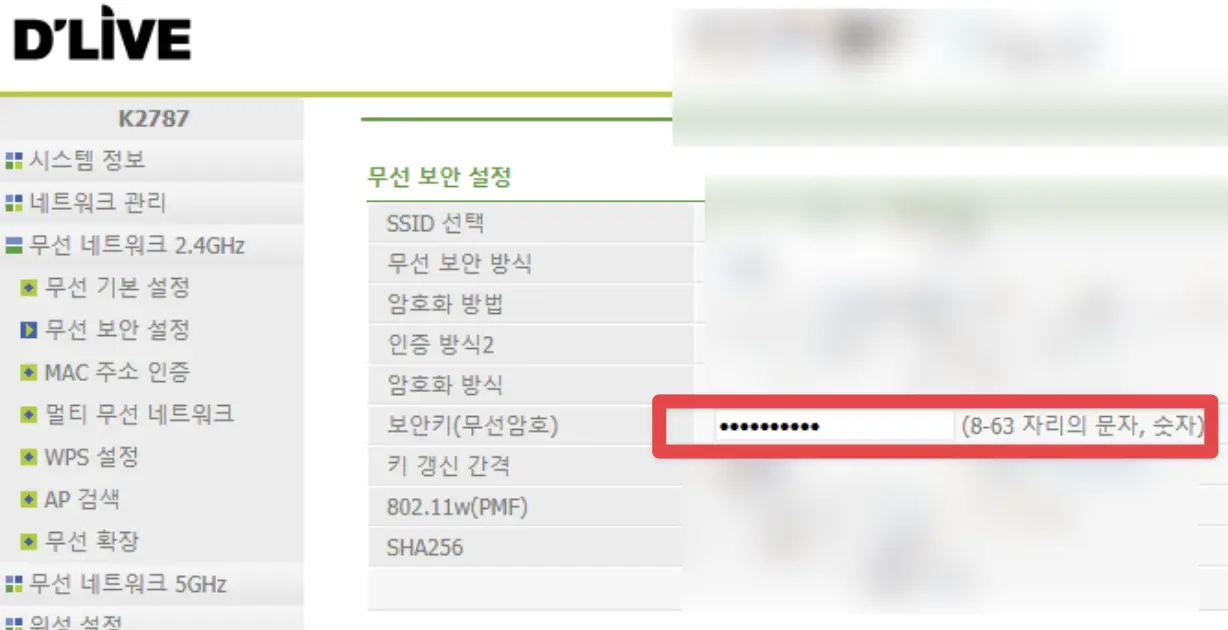 D'LIVE
K2787
시스템 정보
네트워크 관리
무선 네트워크 2.4GHz
무선 기본 설정
무선 보안 설정
MAC 주소 인증
멀티 무선 네트워크
WPS 설정
AP 검색
무선 확장
무선 네트워크 5GHz
무선 보안 설정
SSID 선택
무선 보안 방식
암호화 방법
인증 방식2
암호화 방식
보안키(무선암호) •••••••••• (8-63 자리의 문자, 숫자)
키 갱신 간격
802.11w(PMF)
SHA256